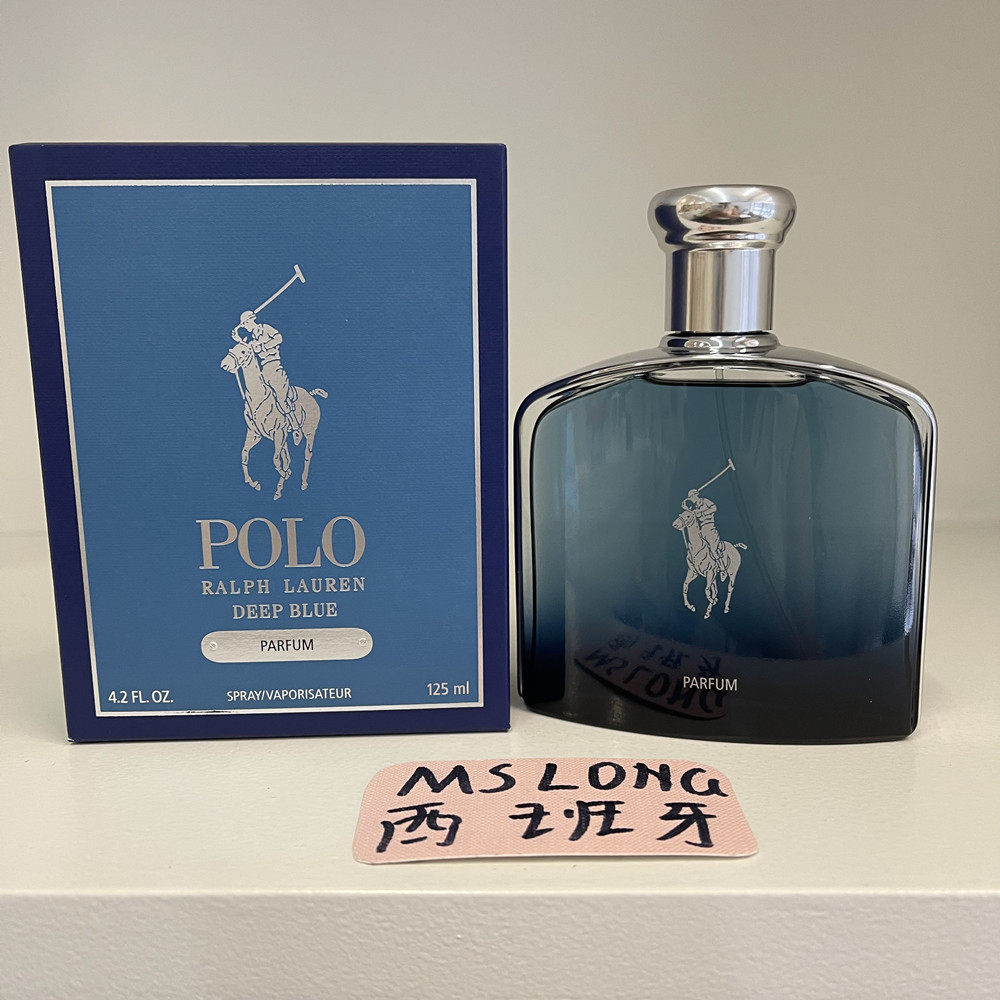 POLO
RALPH LAUREN
DEEP BLUE
PARFUM
4.2 FL. OZ.
SPRAY/VAPORISATEUR
125 ml
PARFUM
MS LONG
西班牙